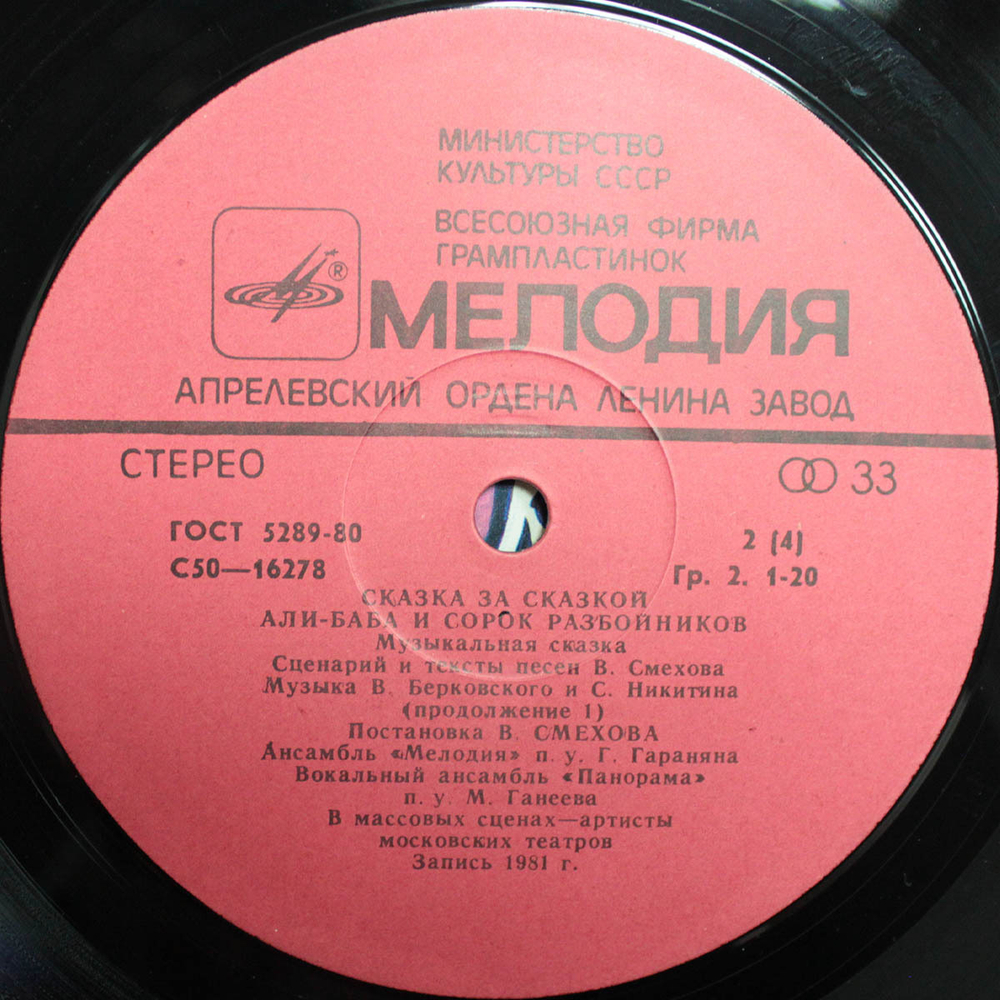 МИНИСТЕРСТВО
КУЛЬТУРЫ СССР
ВСЕСОЮЗНАЯ ФИРМА
ГРАМПЛАСТИНОК
®
МЕЛОДИЯ
АПРЕЛЕВСКИЙ ОРДЕНА ЛЕНИНА ЗАВОД
СТЕРЕО 33
ГОСТ 5289-80 2 (4)
С50—16278 Гр. 2. 1-20
СКАЗКА ЗА СКАЗКОЙ
АЛИ-БАБА И СОРОК РАЗБОЙНИКОВ
Музыкальная сказка
Сценарий и тексты песен В. Смехова
Музыка В. Берковского и С. Никитина
(продолжение 1)
Постановка В. СМЕХОВА
Ансамбль «Мелодия» п. у. Г. Гараняна
Вокальный ансамбль «Панорама»
п. у. М. Ганеева
В массовых сценах—артисты
московских театров
Запись 1981 г.